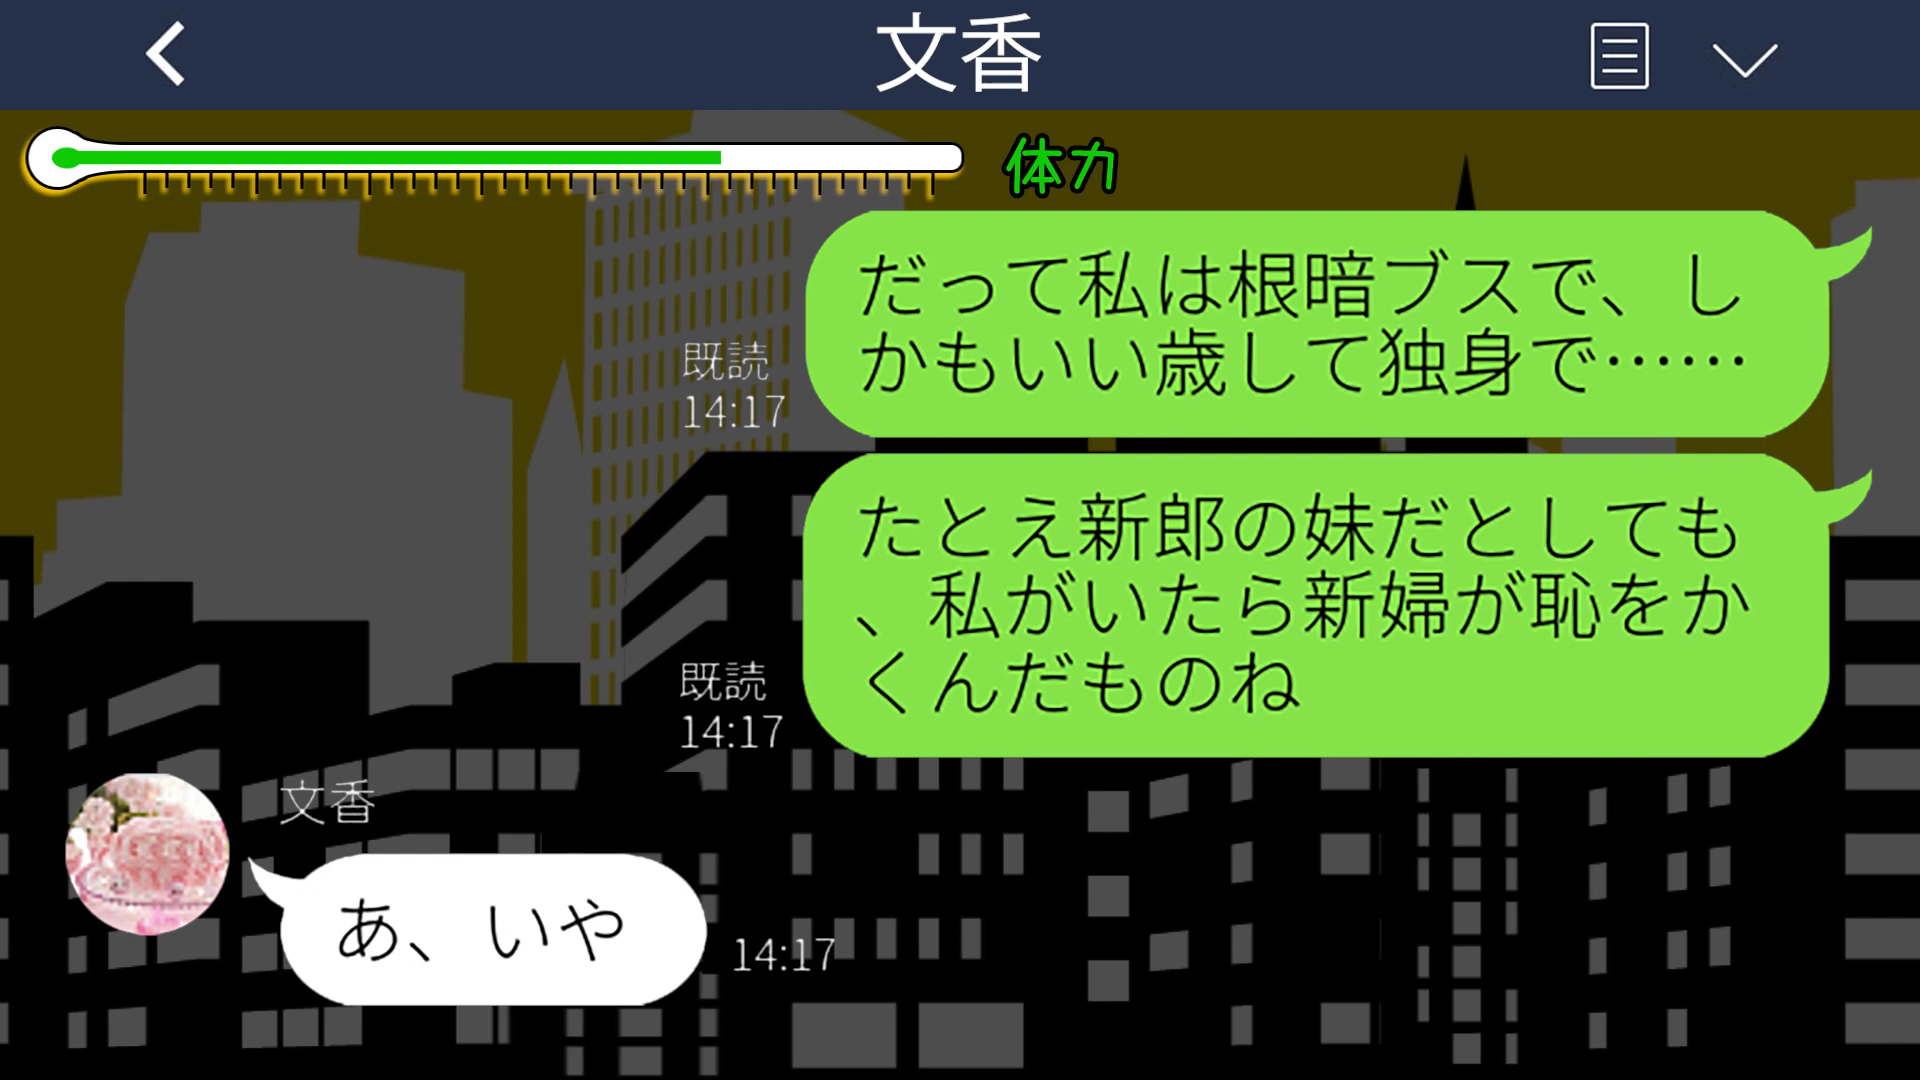 文香
体力
だって私は根暗ブスで、し
かもいい歳して独身で……
既読
14:17
たとえ新郎の妹だとしても
、私がいたら新婦が恥をか
くんだものね
既読
14:17
文香
あ、いや
14:17